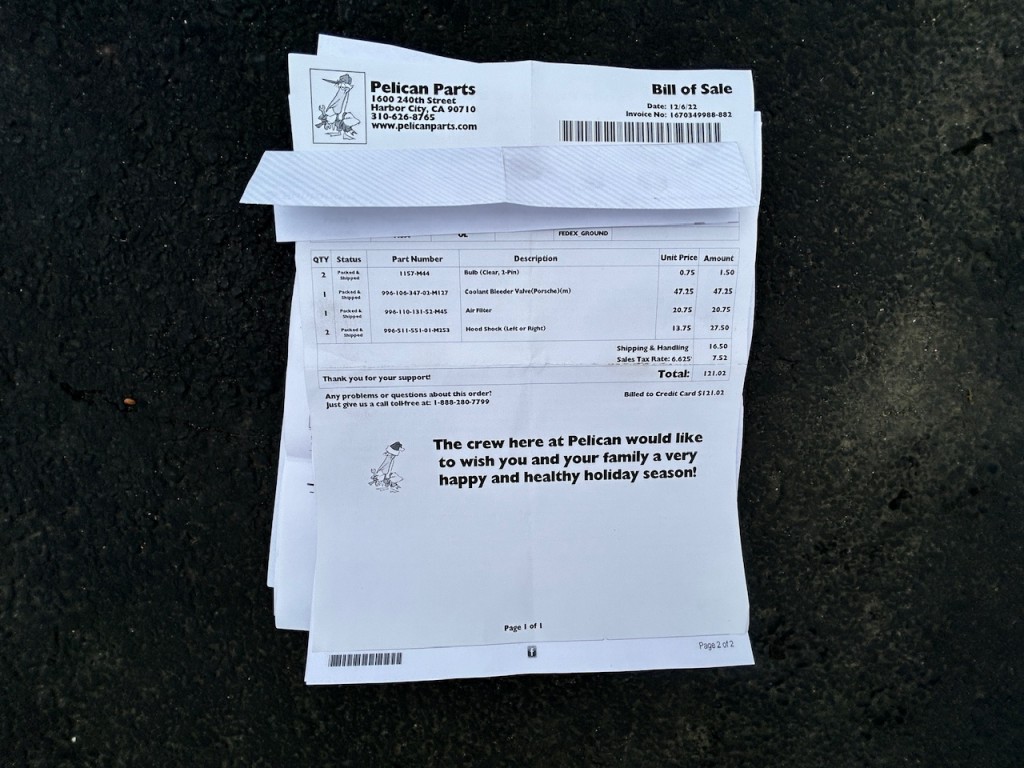 Pelican Parts
1600 240th Street
Harbor City, CA 90710
310-626-8765
www.pelicanparts.com
Bill of Sale
Date: 12/6/22
Invoice No: 1670349988-882
FEDEX GROUND
QTY Status Part Number Description Unit Price Amount
2 Packed & Shipped 1157-M44 Bulb (Clear, 2-Pin) 0.75 1.50
1 Packed & Shipped 996-106-347-02-M127 Coolant Bleeder Valve(Porsche)(m) 47.25 47.25
1 Packed & Shipped 996-110-131-52-M45 Air Filter 20.75 20.75
2 Packed & Shipped 996-511-551-01-M253 Hood Shock (Left or Right) 13.75 27.50
Shipping & Handling 16.50
Sales Tax Rate: 6.625 7.52
Thank you for your support! Total: 121.02
Any problems or questions about this order?
Just give us a call toll-free at: 1-888-280-7799
Billed to Credit Card $121.02
The crew here at Pelican would like
to wish you and your family a very
happy and healthy holiday season!
Page 1 of 1
Page 2 of 2